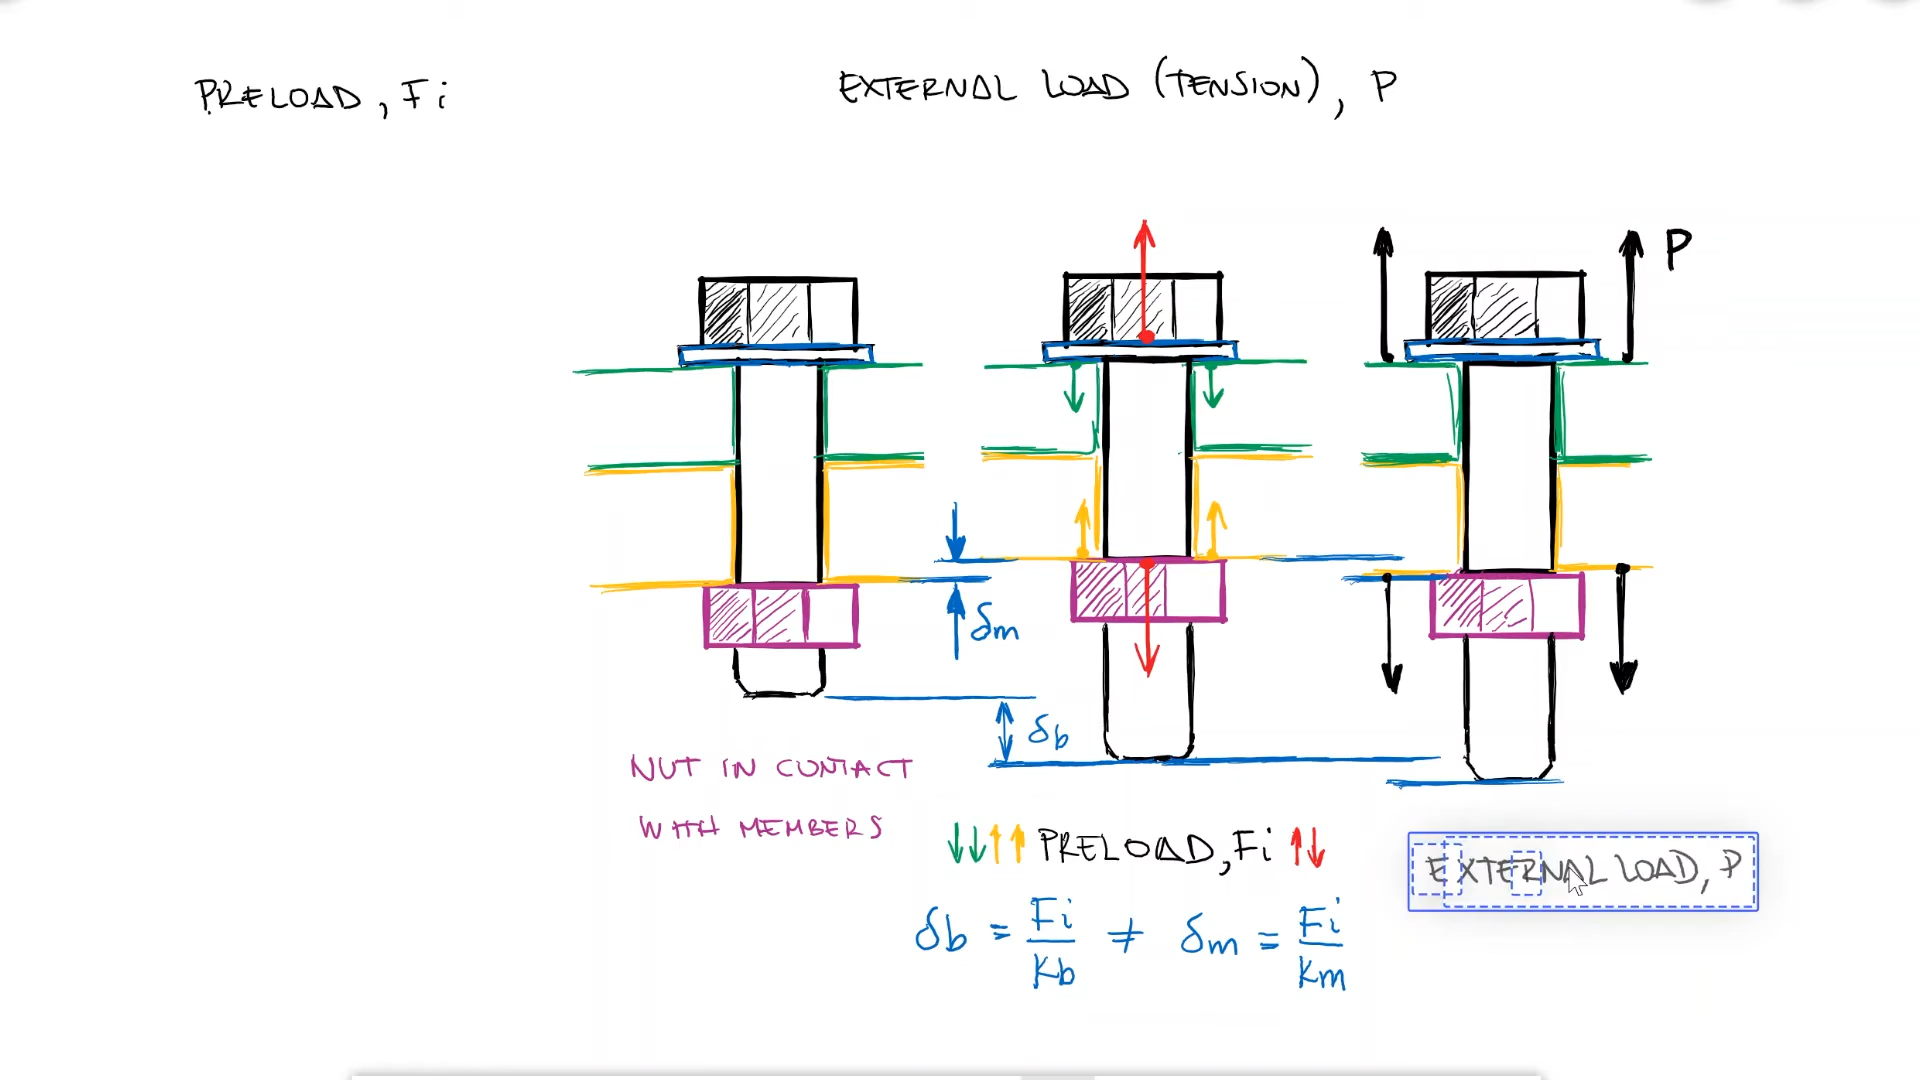 PRELOAD, Fi
EXTERNAL LOAD (TENSION), P
P
δm
δb
NUT IN CONTACT
WITH MEMBERS
↓↓↑↑ PRELOAD, Fi ↑↓
EXTERNAL LOAD, P
δb = Fi/Kb ≠ δm = Fi/Km